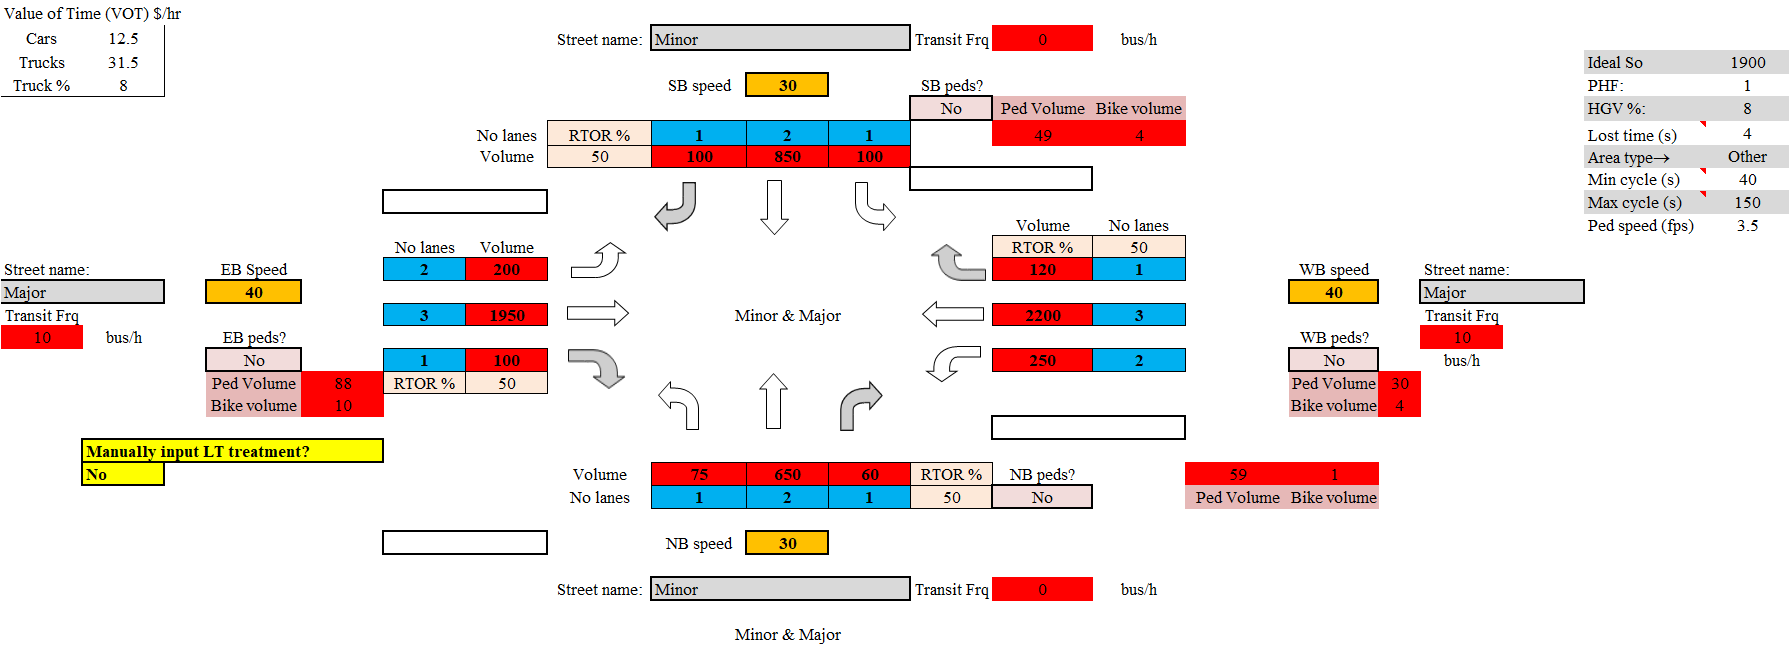 Value of Time (VOT) $/hr
Cars 12.5
Trucks 31.5
Truck % 8
Street name: Minor Transit Frq 0 bus/h
SB speed 30 SB peds?
No Ped Volume Bike volume
No lanes RTOR % 1 2 1 49 4
Volume 50 100 850 100
Ideal So 1900
PHF: 1
HGV %: 8
Lost time (s) 4
Area type→ Other
Min cycle (s) 40
Max cycle (s) 150
Ped speed (fps) 3.5
Street name: EB Speed
Major 40
Transit Frq
10 bus/h EB peds?
No
Ped Volume 88
Bike volume 10
No lanes Volume
2 200
3 1950
1 100
RTOR % 50
Minor & Major
Volume No lanes
RTOR % 50
120 1
2200 3
250 2
WB speed Street name:
40 Major
Transit Frq
WB peds? 10
No bus/h
Ped Volume 30
Bike volume 4
Manually input LT treatment?
No
Volume 75 650 60 RTOR % NB peds? 59 1
No lanes 1 2 1 50 No Ped Volume Bike volume
NB speed 30
Street name: Minor Transit Frq 0 bus/h
Minor & Major